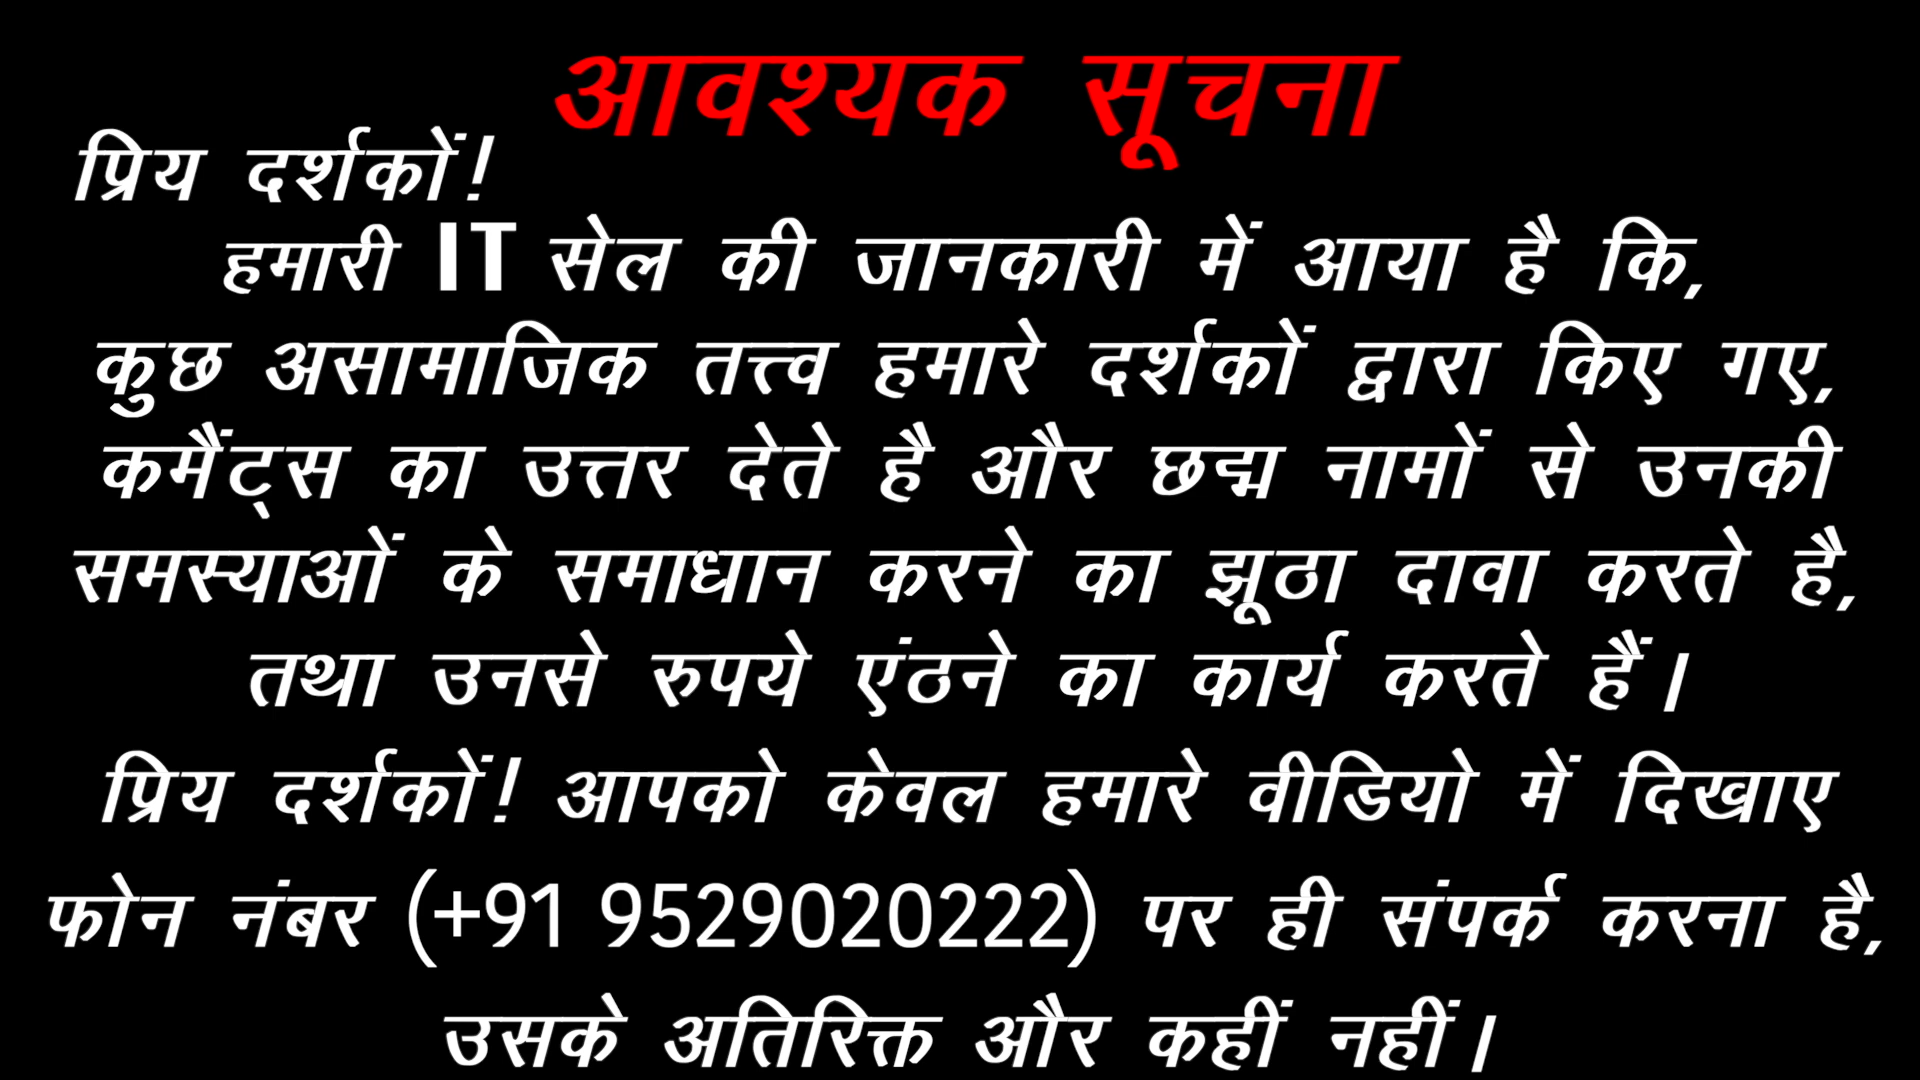 आवश्यक सूचना
प्रिय दर्शकों!
हमारी IT सेल की जानकारी में आया है कि,
कुछ असामाजिक तत्त्व हमारे दर्शकों द्वारा किए गए,
कमैंट्स का उत्तर देते है और छद्म नामों से उनकी
समस्याओं के समाधान करने का झूठा दावा करते है,
तथा उनसे रुपये एंठने का कार्य करते हैं।
प्रिय दर्शकों! आपको केवल हमारे वीडियो में दिखाए
फोन नंबर (+91 9529020222) पर ही संपर्क करना है,
उसके अतिरिक्त और कहीं नहीं।